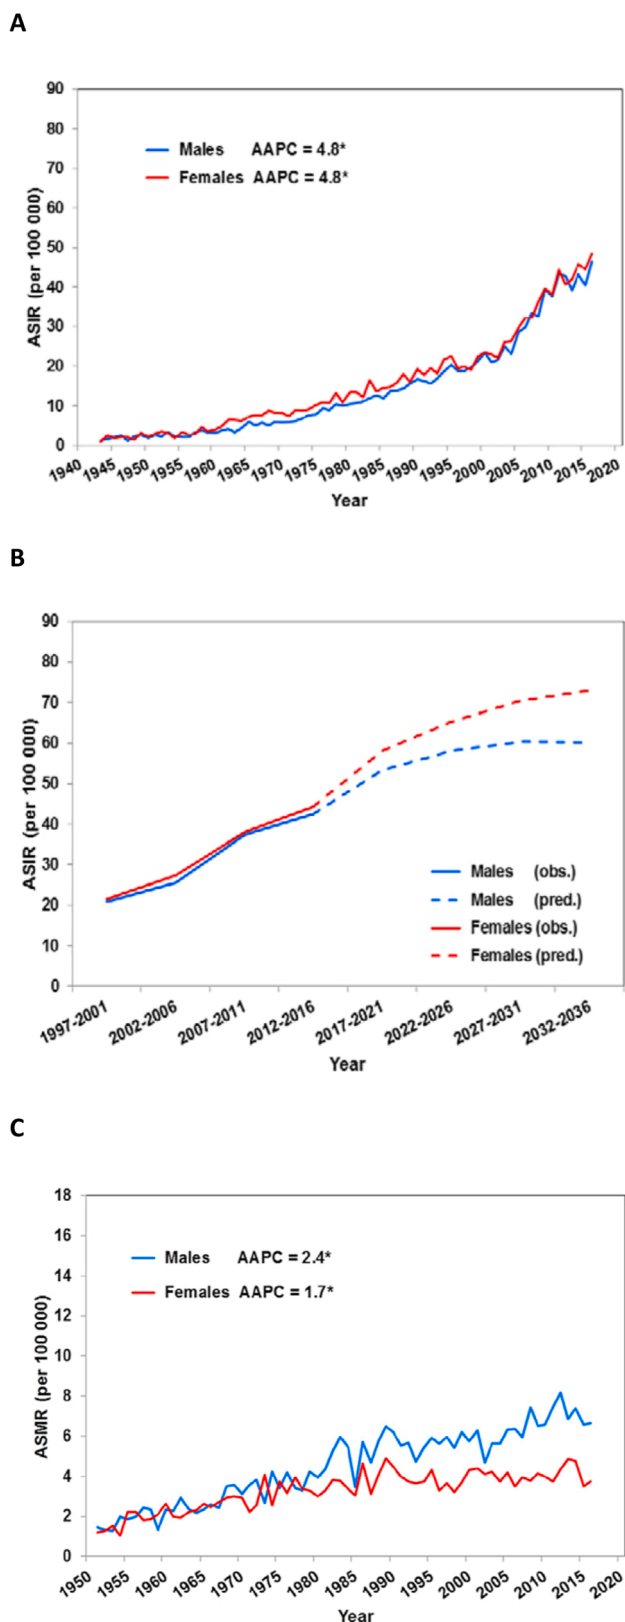 A
90
80
70
60
50
40
30
20
10
0
ASIR (per 100 000)
Males AAPC = 4.8*
Females AAPC = 4.8*
1940 1945 1950 1955 1960 1965 1970 1975 1980 1985 1990 1995 2000 2005 2010 2015 2020
Year
B
90
80
70
60
50
40
30
20
10
0
ASIR (per 100 000)
Males (obs.)
Males (pred.)
Females (obs.)
Females (pred.)
1997-2001 2002-2006 2007-2011 2012-2016 2017-2021 2022-2026 2027-2031 2032-2036
Year
C
18
16
14
12
10
8
6
4
2
0
ASMR (per 100 000)
Males AAPC = 2.4*
Females AAPC = 1.7*
1950 1955 1960 1965 1970 1975 1980 1985 1990 1995 2000 2005 2010 2015 2020
Year